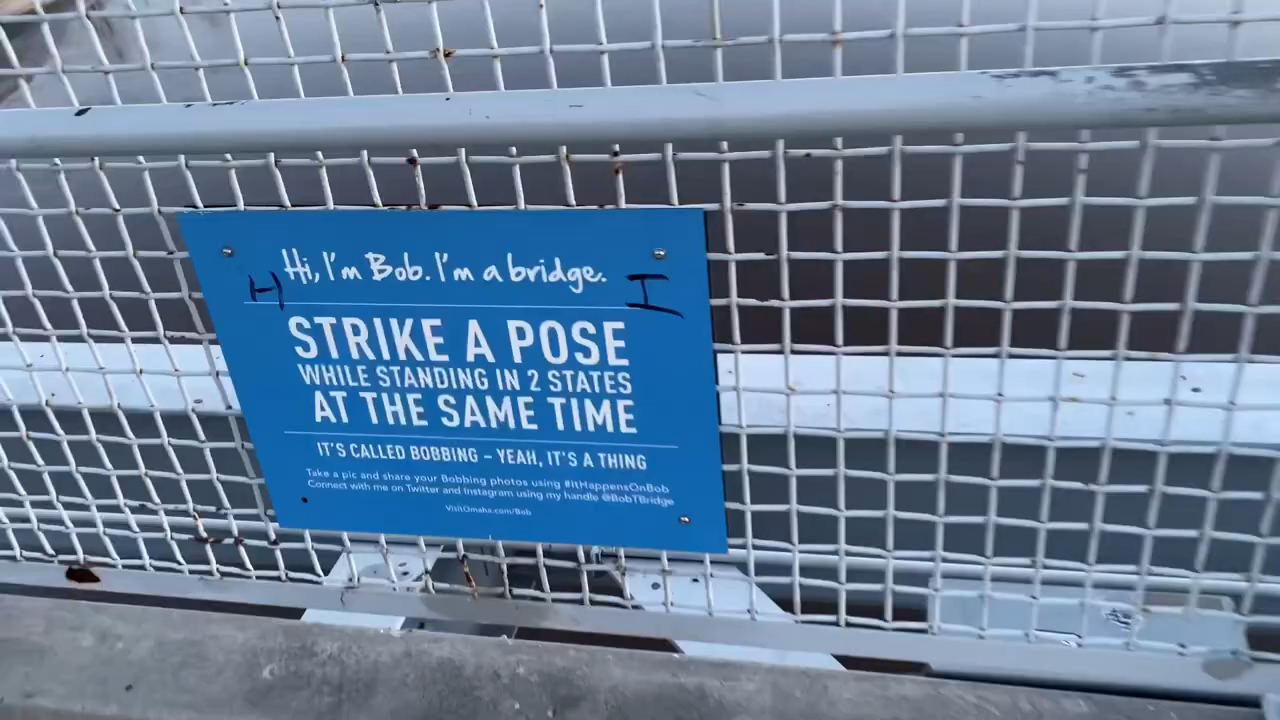 Hi, I'm Bob. I'm a bridge.
H I
STRIKE A POSE
WHILE STANDING IN 2 STATES
AT THE SAME TIME
IT'S CALLED BOBBING – YEAH, IT'S A THING
Take a pic and share your Bobbing photos using #ItHappensOnBob
Connect with me on Twitter and Instagram using my handle @BobTBridge
VisitOmaha.com/Bob